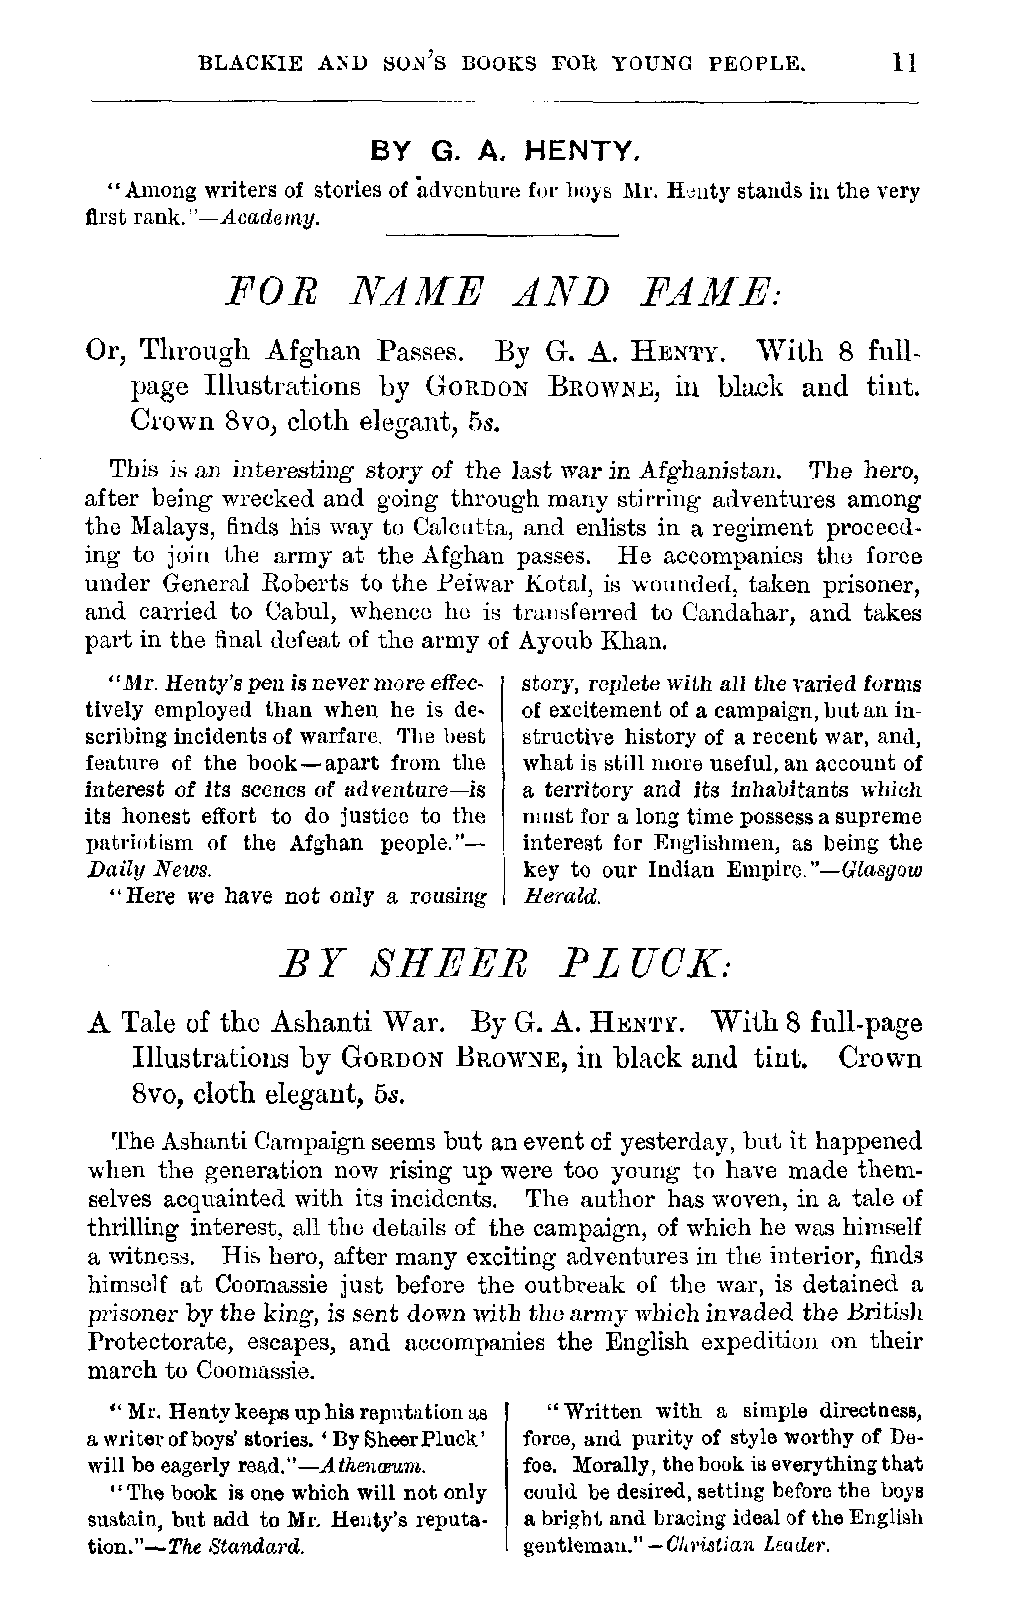 BLACKIE AND SON'S BOOKS FOR YOUNG PEOPLE. 11
BY G. A. HENTY.
"Among writers of stories of adventure for boys Mr. Henty stands in the very
first rank."—Academy.
FOR NAME AND FAME:
Or, Through Afghan Passes. By G. A. HENTY. With 8 full-
page Illustrations by GORDON BROWNE, in black and tint.
Crown 8vo, cloth elegant, 5s.
This is an interesting story of the last war in Afghanistan. The hero,
after being wrecked and going through many stirring adventures among
the Malays, finds his way to Calcutta, and enlists in a regiment proceed-
ing to join the army at the Afghan passes. He accompanies the force
under General Roberts to the Peiwar Kotal, is wounded, taken prisoner,
and carried to Cabul, whence he is transferred to Candahar, and takes
part in the final defeat of the army of Ayoub Khan.
"Mr. Henty's pen is never more effec-
tively employed than when he is de-
scribing incidents of warfare. The best
feature of the book—apart from the
interest of its scenes of adventure—is
its honest effort to do justice to the
patriotism of the Afghan people."—
Daily News.
"Here we have not only a rousing
story, replete with all the varied forms
of excitement of a campaign, but an in-
structive history of a recent war, and,
what is still more useful, an account of
a territory and its inhabitants which
must for a long time possess a supreme
interest for Englishmen, as being the
key to our Indian Empire."—Glasgow
Herald.
BY SHEER PLUCK:
A Tale of the Ashanti War. By G. A. HENTY. With 8 full-page
Illustrations by GORDON BROWNE, in black and tint. Crown
8vo, cloth elegant, 5s.
The Ashanti Campaign seems but an event of yesterday, but it happened
when the generation now rising up were too young to have made them-
selves acquainted with its incidents. The author has woven, in a tale of
thrilling interest, all the details of the campaign, of which he was himself
a witness. His hero, after many exciting adventures in the interior, finds
himself at Coomassie just before the outbreak of the war, is detained a
prisoner by the king, is sent down with the army which invaded the British
Protectorate, escapes, and accompanies the English expedition on their
march to Coomassie.
"Mr. Henty keeps up his reputation as
a writer of boys' stories. 'By Sheer Pluck'
will be eagerly read."—Athenæum.
"The book is one which will not only
sustain, but add to Mr. Henty's reputa-
tion."—The Standard.
"Written with a simple directness,
force, and purity of style worthy of De-
foe. Morally, the book is everything that
could be desired, setting before the boys
a bright and bracing ideal of the English
gentleman."—Christian Leader.